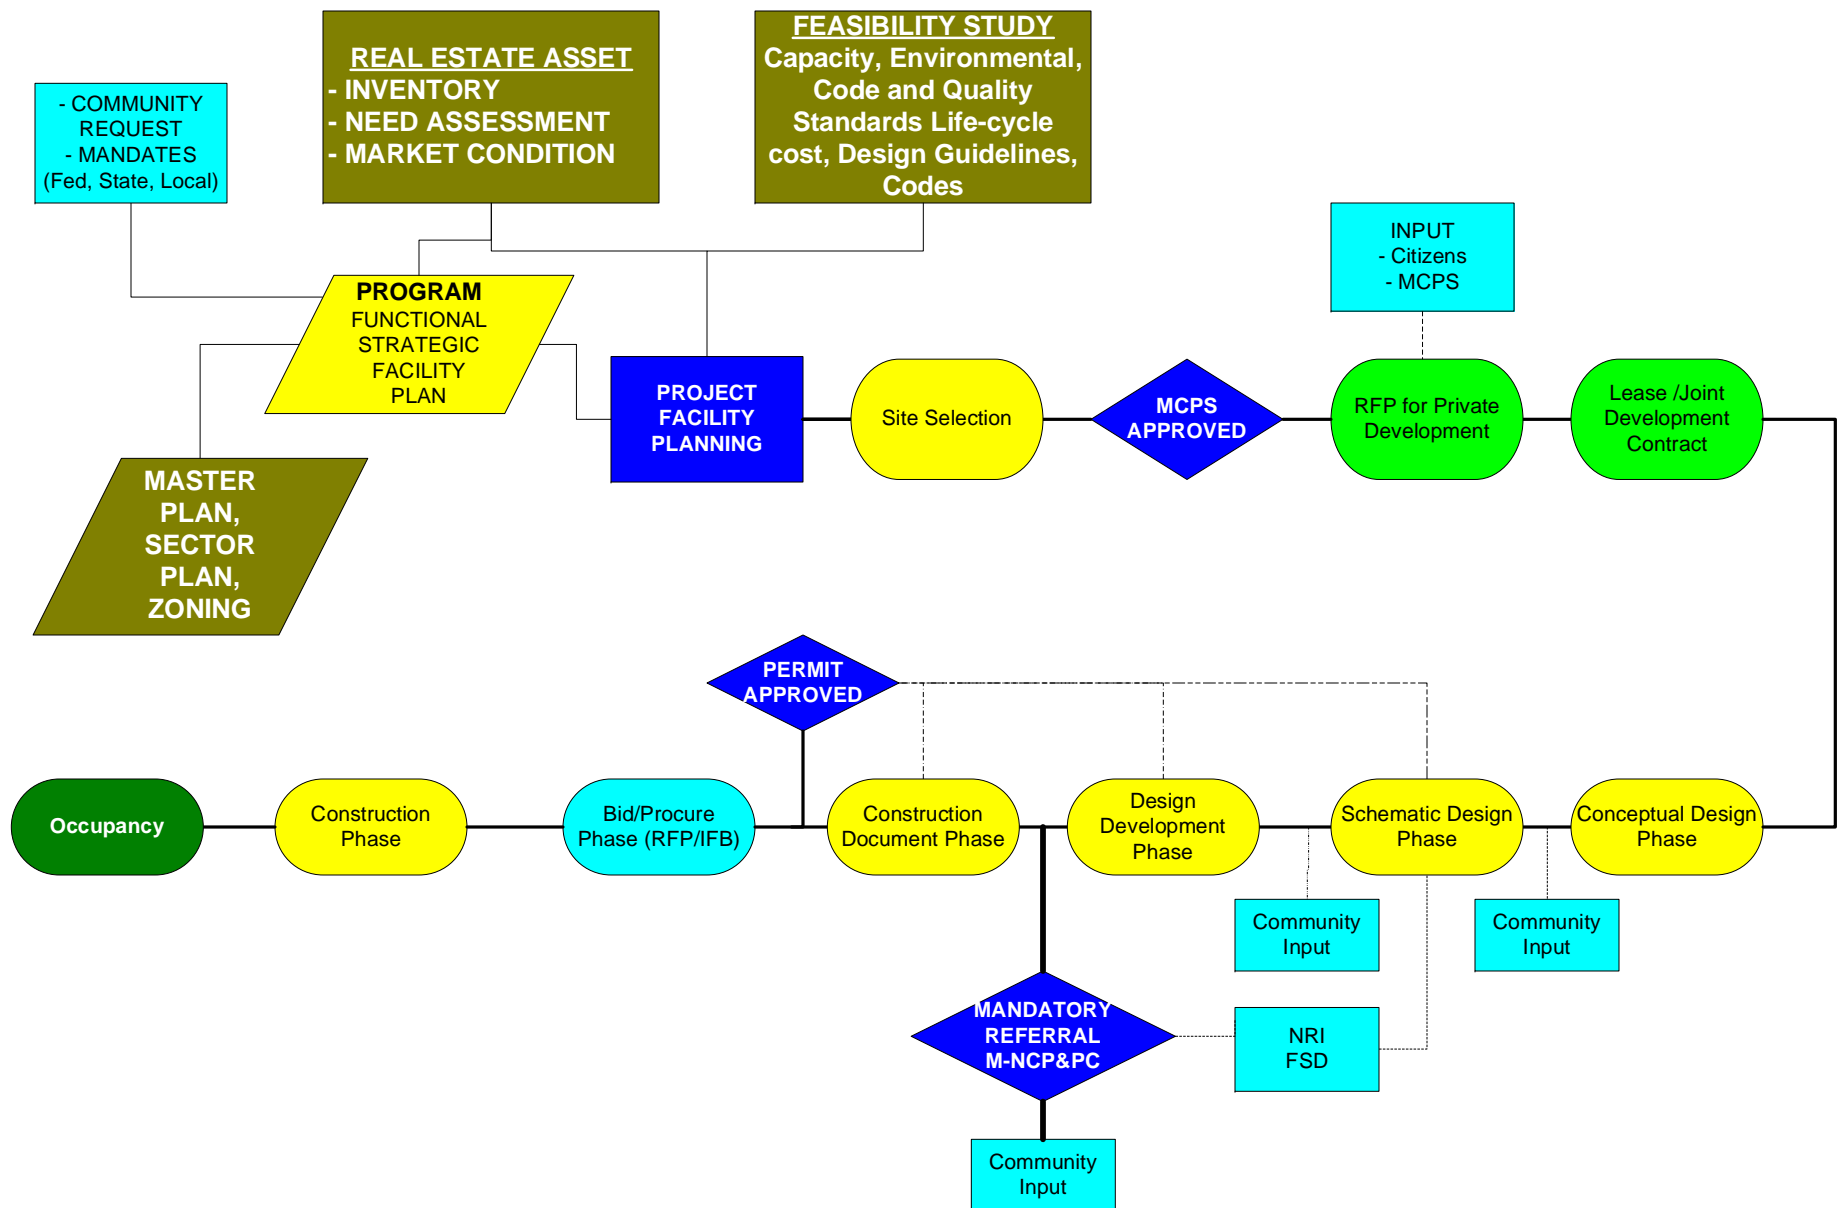 - COMMUNITY
REQUEST
- MANDATES
(Fed, State, Local)
REAL ESTATE ASSET
- INVENTORY
- NEED ASSESSMENT
- MARKET CONDITION
FEASIBILITY STUDY
Capacity, Environmental,
Code and Quality
Standards Life-cycle
cost, Design Guidelines,
Codes
INPUT
- Citizens
- MCPS
PROGRAM
FUNCTIONAL
STRATEGIC
FACILITY
PLAN
PROJECT
FACILITY
PLANNING
Site Selection
MCPS
APPROVED
RFP for Private
Development
Lease /Joint
Development
Contract
MASTER
PLAN,
SECTOR
PLAN,
ZONING
PERMIT
APPROVED
Occupancy
Construction
Phase
Bid/Procure
Phase (RFP/IFB)
Construction
Document Phase
Design
Development
Phase
Schematic Design
Phase
Conceptual Design
Phase
Community
Input
Community
Input
MANDATORY
REFERRAL
M-NCP&PC
NRI
FSD
Community
Input